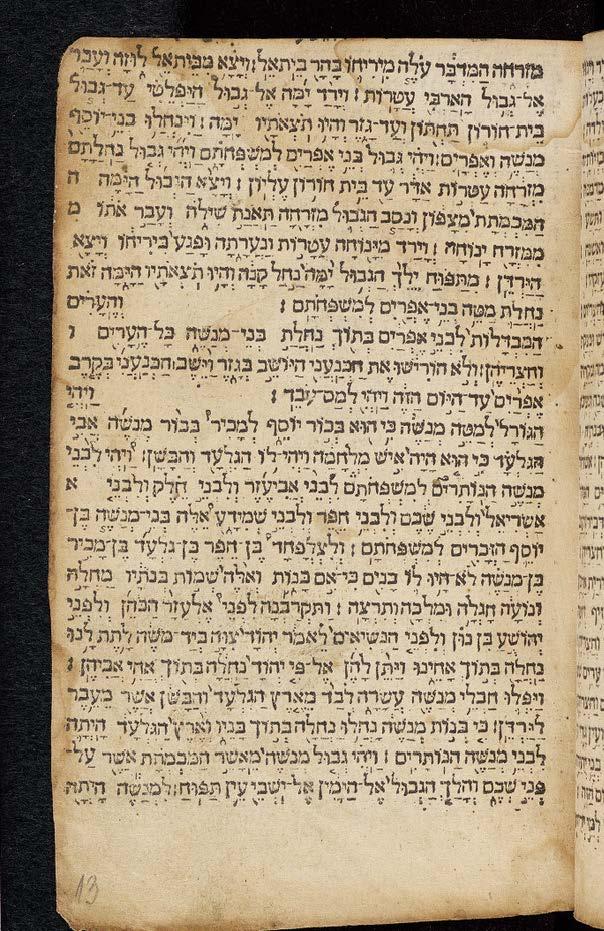 מזרחה המדבר עלה מיריחו בהר בית אל׃ ויצא מבית אל לוזה ועבר
אל־גבול הארכי עטרות׃ וירד ימה אל־גבול היפלטי עד־גבול
בית־חורון תחתון ועד־גזר והיו תצאתיו ימה׃ וינחלו בני־יוסף
מנשה ואפרים׃ ויהי גבול בני אפרים למשפחתם ויהי גבול נחלתם
מזרחה עטרות אדר עד בית חורון עליון׃ ויצא הגבול הימה ה
המכמתת מצפון ונסב הגבול מזרחה תאנת שילה ועבר אתו מ
ממזרח ינוחה׃ וירד מינוחה עטרות ונערתה ופגע ביריחו ויצא
הירדן׃ מתפוח ילך הגבול ימה נחל קנה והיו תצאתיו הימה זאת
נחלת מטה בני־אפרים למשפחתם׃ והערים
המבדלות לבני אפרים בתוך נחלת בני־מנשה כל־הערים ו
וחצריהן׃ ולא הורישו את הכנעני היושב בגזר וישב הכנעני בקרב
אפרים עד־היום הזה ויהי למס־עבד׃ ויהי
הגורל למטה מנשה כי הוא בכור יוסף למכיר בכור מנשה אבי
הגלעד כי הוא היה איש מלחמה ויהי־לו הגלעד והבשן׃ ויהי לבני
מנשה הנותרים למשפחתם לבני אביעזר ולבני חלק ולבני א
אשריאל ולבני שכם ולבני חפר ולבני שמידע אלה בני־מנשה בן־
יוסף הזכרים למשפחתם׃ ולצלפחד בן־חפר בן־גלעד בן־מכיר
בן־מנשה לא־היו לו בנים כי־אם בנות ואלה שמות בנתיו מחלה
ונועה חגלה ומלכה ותרצה׃ ותקרבנה לפני אלעזר הכהן ולפני
יהושע בן נון ולפני הנשיאים לאמר יהוד׳ צוה ביד־משה לתת לנו
נחלה בתוך אחינו ויתן להן אל־פי יהוד׳ נחלה בתוך אחי אביהן׃
ויפלו חבלי מנשה עשרה לבד מארץ הגלעד והבשן אשר מעבר
לירדן׃ כי בנות מנשה נחלו נחלה בתוך בניו וארץ הגלעד היתה
לבני מנשה הנותרים׃ ויהי גבול מנשה מאשר המכמתת אשר על־
פני שכם והלך הגבול אל־הימין אל־ישבי עין תפוח׃ למנשה היתה
13